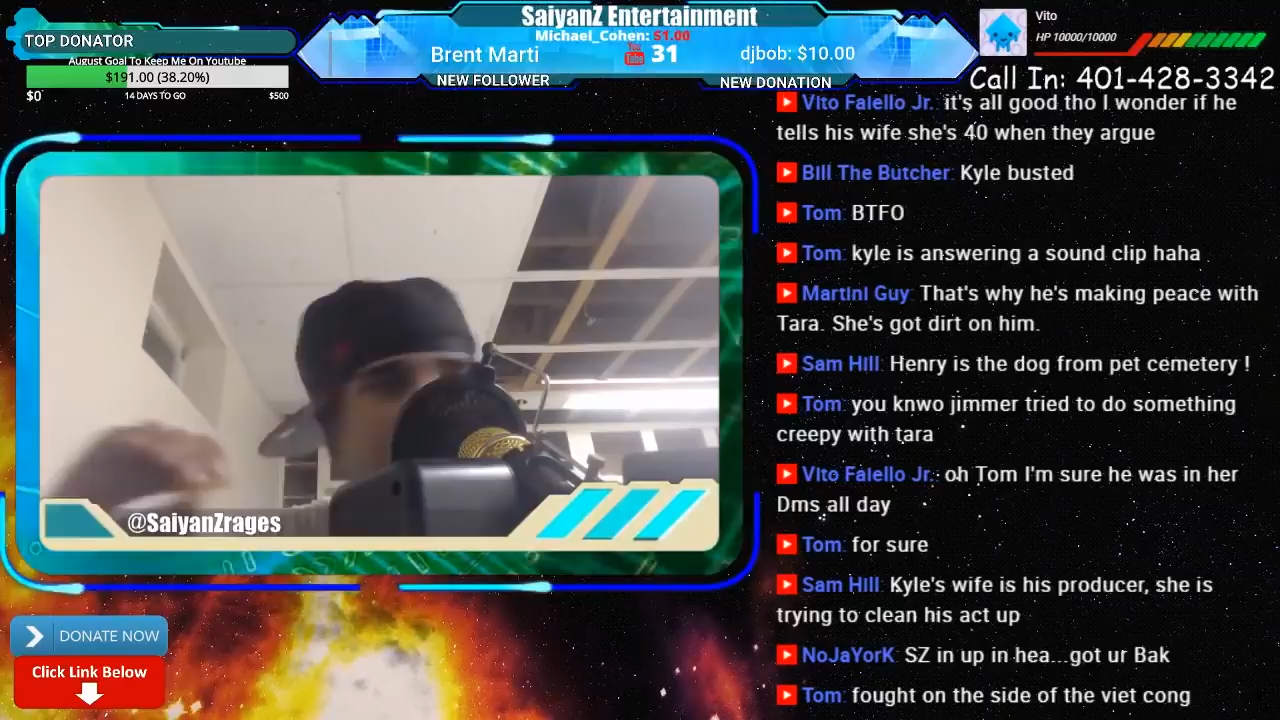 TOP DONATOR
August Goal To Keep Me On Youtube
$191.00 (38.20%)
$0
14 DAYS TO GO
$500
SaiyanZ Entertainment
Michael_Cohen: $1.00
Brent Marti
You Tube 31
djbob: $10.00
NEW FOLLOWER
NEW DONATION
Vito
HP 10000/10000
Call In: 401-428-3342
Vito Faiello Jr.: it's all good tho I wonder if he
tells his wife she's 40 when they argue
Bill The Butcher: Kyle busted
Tom: BTFO
Tom: kyle is answering a sound clip haha
Martini Guy: That's why he's making peace with
Tara. She's got dirt on him.
Sam Hill: Henry is the dog from pet cemetery !
Tom: you knwo jimmer tried to do something
creepy with tara
Vito Faiello Jr.: oh Tom I'm sure he was in her
Dms all day
Tom: for sure
Sam Hill: Kyle's wife is his producer, she is
trying to clean his act up
NoJaYorK: SZ in up in hea...got ur Bak
Tom: fought on the side of the viet cong
@SaiyanZrages
DONATE NOW
Click Link Below